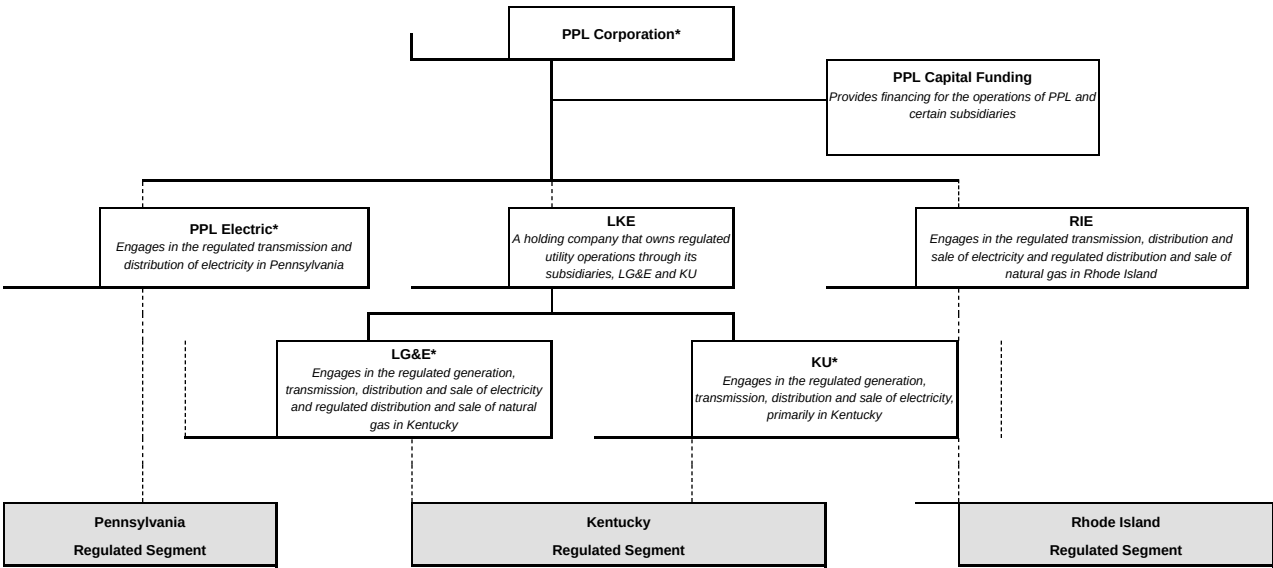 PPL Corporation*
PPL Capital Funding
Provides financing for the operations of PPL and
certain subsidiaries
PPL Electric*
Engages in the regulated transmission and
distribution of electricity in Pennsylvania
LKE
A holding company that owns regulated
utility operations through its
subsidiaries, LG&E and KU
RIE
Engages in the regulated transmission, distribution and
sale of electricity and regulated distribution and sale of
natural gas in Rhode Island
LG&E*
Engages in the regulated generation,
transmission, distribution and sale of electricity
and regulated distribution and sale of natural
gas in Kentucky
KU*
Engages in the regulated generation,
transmission, distribution and sale of electricity,
primarily in Kentucky
Pennsylvania
Regulated Segment
Kentucky
Regulated Segment
Rhode Island
Regulated Segment